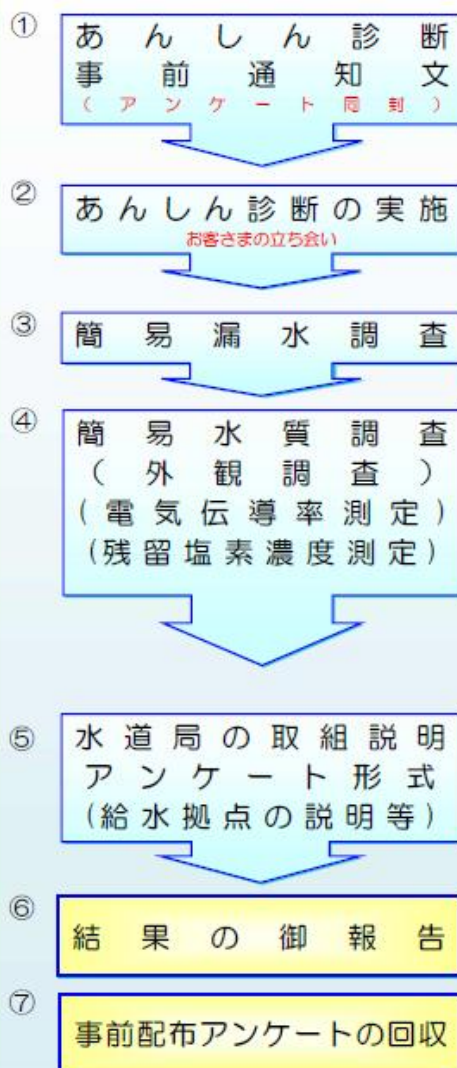 ①
あんしん診断
事前通知文
(アンケート同封)
②
あんしん診断の実施
お客さまの立ち会い
③
簡易漏水調査
④
簡易水質調査
(外観調査)
(電気伝導率測定)
(残留塩素濃度測定)
⑤
水道局の取組説明
アンケート形式
(給水拠点の説明等)
⑥
結果の御報告
⑦
事前配布アンケートの回収